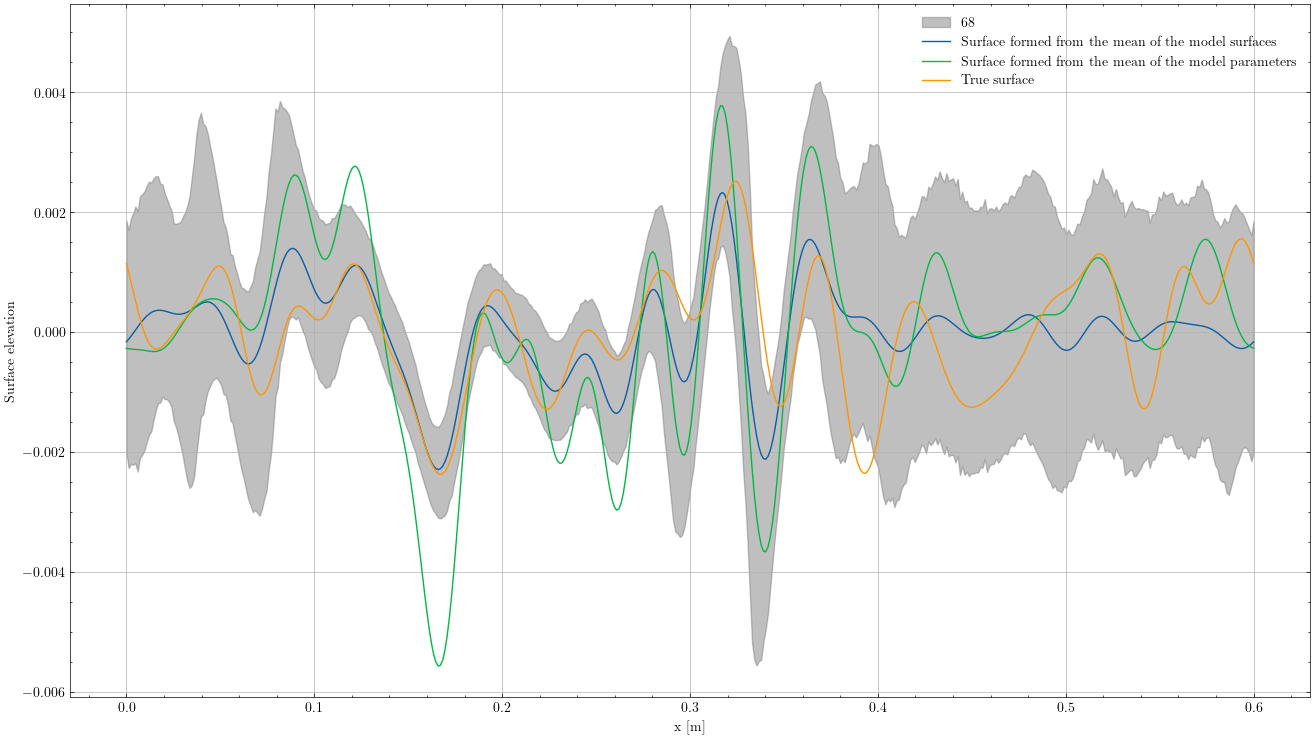 68
Surface formed from the mean of the model surfaces
Surface formed from the mean of the model parameters
True surface
0.004
0.002
0.000
−0.002
−0.004
−0.006
Surface elevation
0.0 0.1 0.2 0.3 0.4 0.5 0.6
x [m]